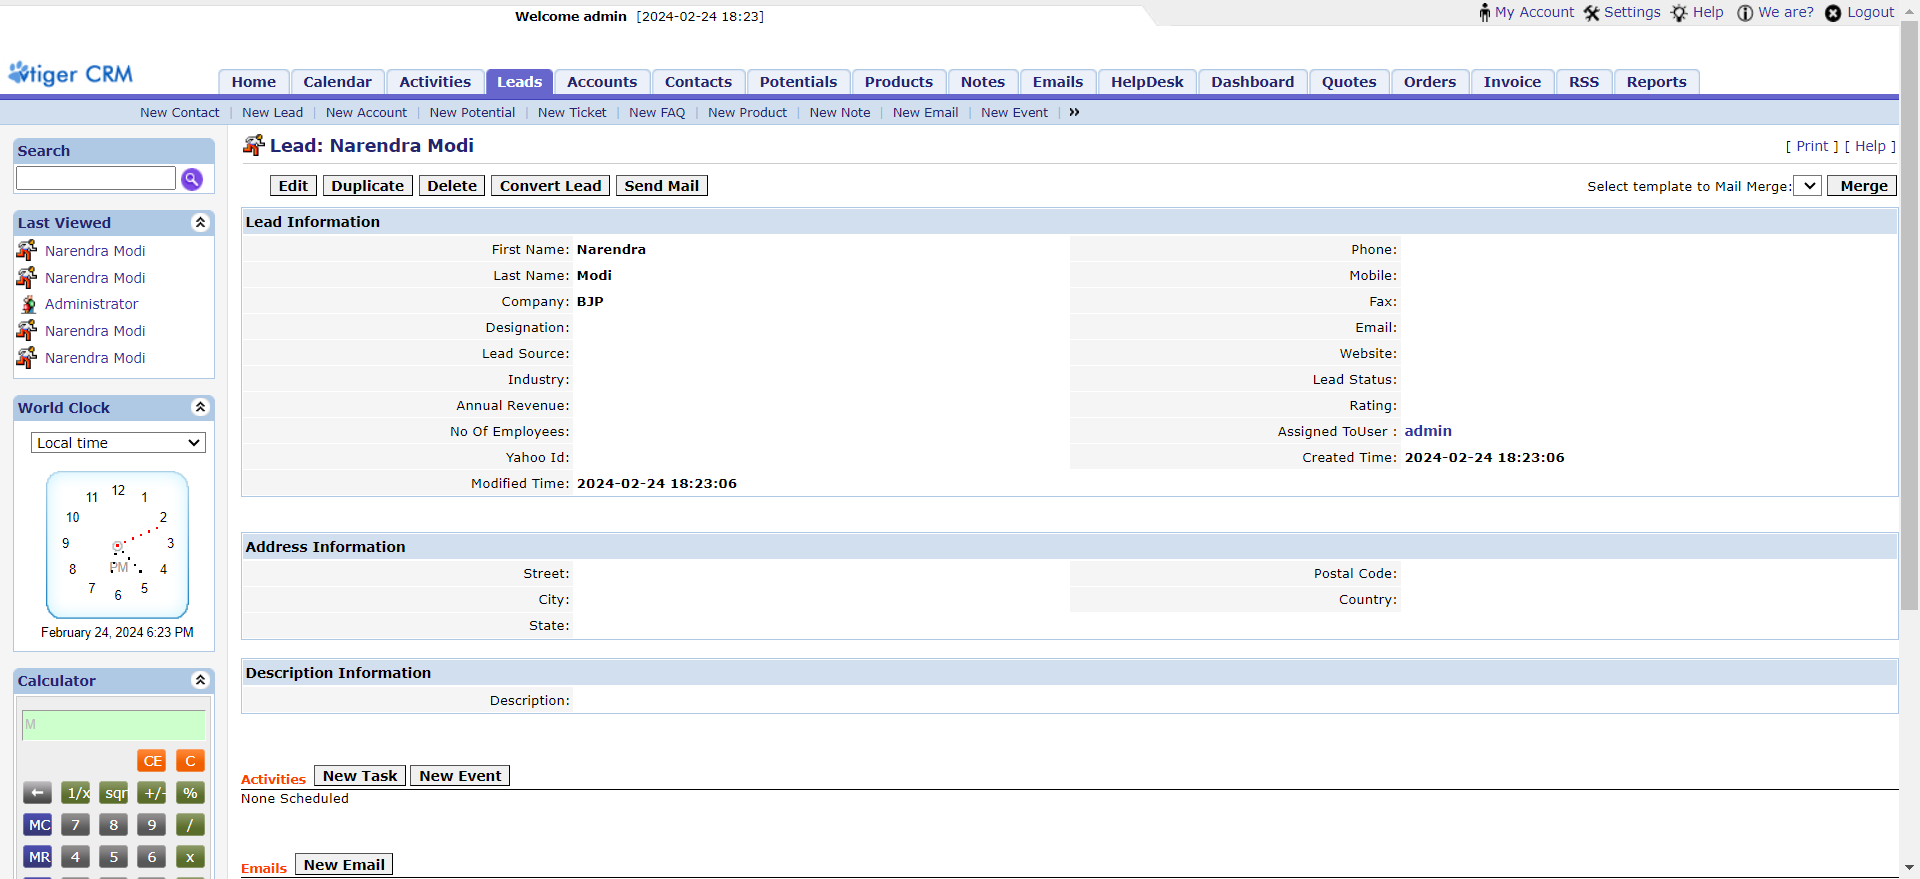 Welcome admin [2024-02-24 18:23]
My Account Settings Help We are? Logout
vtiger CRM
Home Calendar Activities Leads Accounts Contacts Potentials Products Notes Emails HelpDesk Dashboard Quotes Orders Invoice RSS Reports
New Contact | New Lead | New Account | New Potential | New Ticket | New FAQ | New Product | New Note | New Email | New Event | »
Search
Last Viewed
Narendra Modi
Narendra Modi
Administrator
Narendra Modi
Narendra Modi
World Clock
Local time
12
11 1
10 2
9 3
PM
8 4
7 5
6
February 24, 2024 6:23 PM
Calculator
M
CE C
← 1/x sqr +/- %
MC 7 8 9 /
MR 4 5 6 x
Lead: Narendra Modi
[ Print ] [ Help ]
Edit Duplicate Delete Convert Lead Send Mail
Select template to Mail Merge: Merge
Lead Information
First Name: Narendra Phone:
Last Name: Modi Mobile:
Company: BJP Fax:
Designation: Email:
Lead Source: Website:
Industry: Lead Status:
Annual Revenue: Rating:
No Of Employees: Assigned ToUser : admin
Yahoo Id: Created Time: 2024-02-24 18:23:06
Modified Time: 2024-02-24 18:23:06
Address Information
Street: Postal Code:
City: Country:
State:
Description Information
Description:
Activities New Task New Event
None Scheduled
Emails New Email